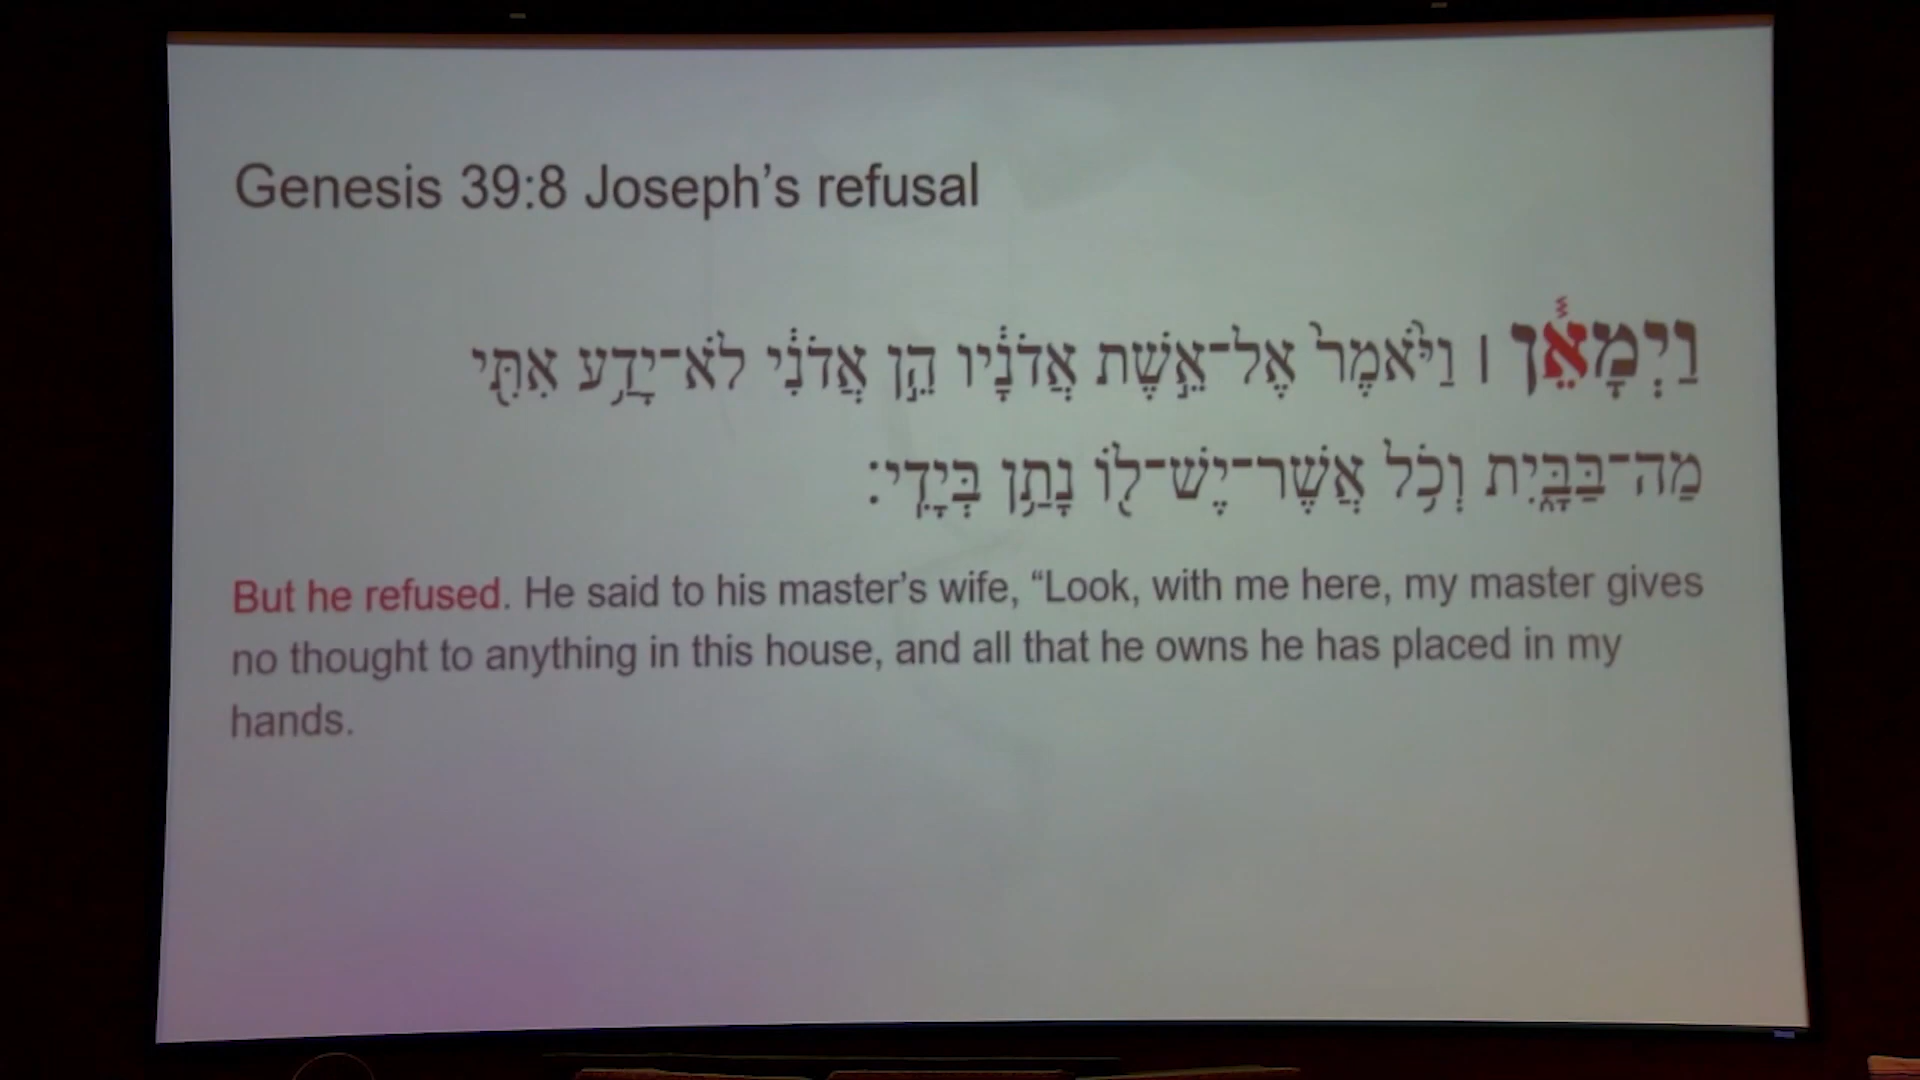 Genesis 39:8 Joseph’s refusal
וַיְמָאֵ֓ן ׀ וַיֹּ֙אמֶר֙ אֶל־אֵ֣שֶׁת אֲדֹנָ֔יו הֵ֣ן אֲדֹנִ֔י לֹא־יָדַ֥ע אִתִּ֖י
מַה־בַּבָּ֑יִת וְכֹ֥ל אֲשֶׁר־יֶשׁ־ל֖וֹ נָתַ֥ן בְּיָדִֽי׃
But he refused. He said to his master’s wife, “Look, with me here, my master gives
no thought to anything in this house, and all that he owns he has placed in my
hands.